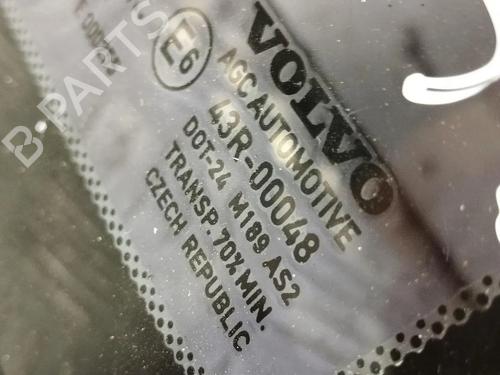 VOLVO
AGC AUTOMOTIVE
E6
43R-00048
DOT-24 M189 AS2
TRANSP. 70% MIN.
CZECH REPUBLIC
B-PARTS